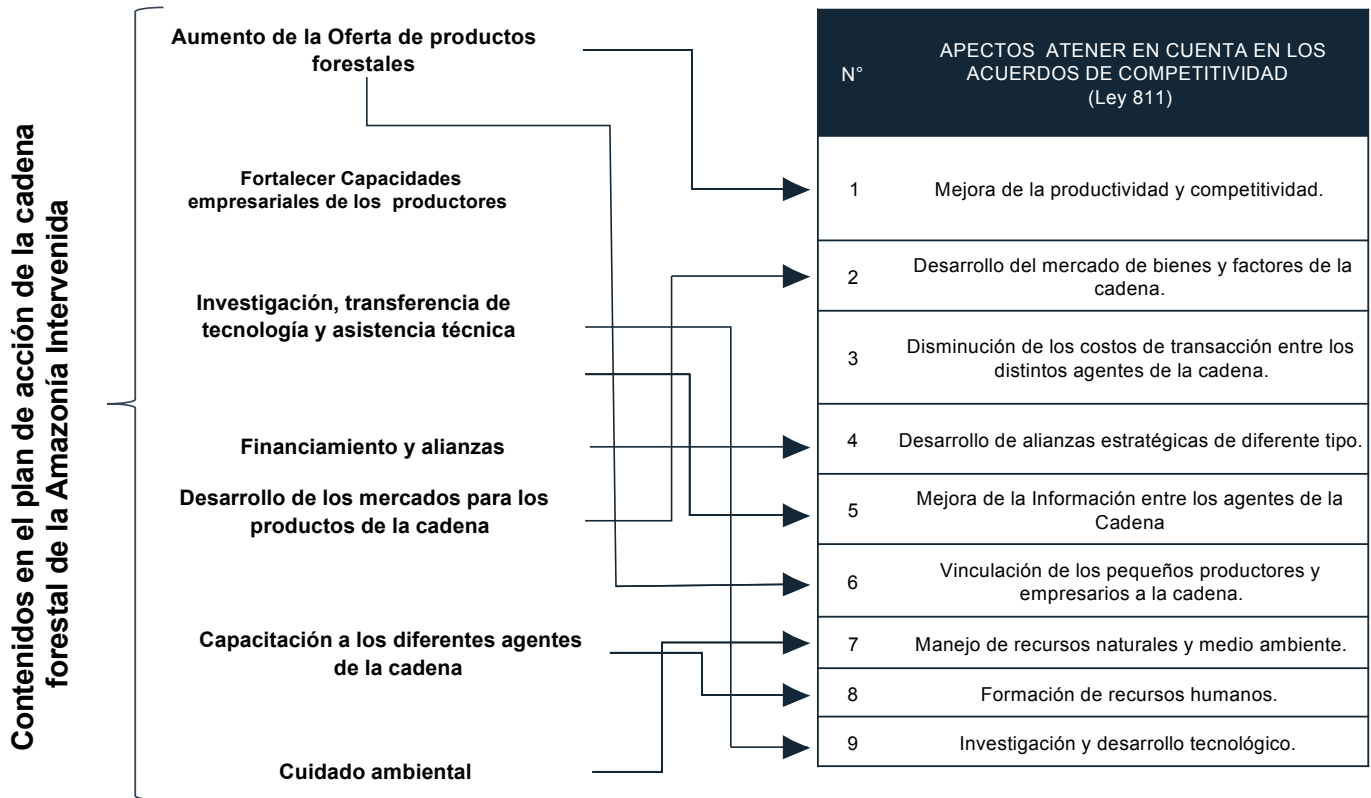 Contenidos en el plan de acción de la cadena
forestal de la Amazonía Intervenida
Aumento de la Oferta de productos
forestales
Fortalecer Capacidades
empresariales de los productores
Investigación, transferencia de
tecnología y asistencia técnica
Financiamiento y alianzas
Desarrollo de los mercados para los
productos de la cadena
Capacitación a los diferentes agentes
de la cadena
Cuidado ambiental
N°
APECTOS ATENER EN CUENTA EN LOS
ACUERDOS DE COMPETITIVIDAD
(Ley 811)
1 Mejora de la productividad y competitividad.
2 Desarrollo del mercado de bienes y factores de la
cadena.
3 Disminución de los costos de transacción entre los
distintos agentes de la cadena.
4 Desarrollo de alianzas estratégicas de diferente tipo.
5 Mejora de la Información entre los agentes de la
Cadena
6 Vinculación de los pequeños productores y
empresarios a la cadena.
7 Manejo de recursos naturales y medio ambiente.
8 Formación de recursos humanos.
9 Investigación y desarrollo tecnológico.